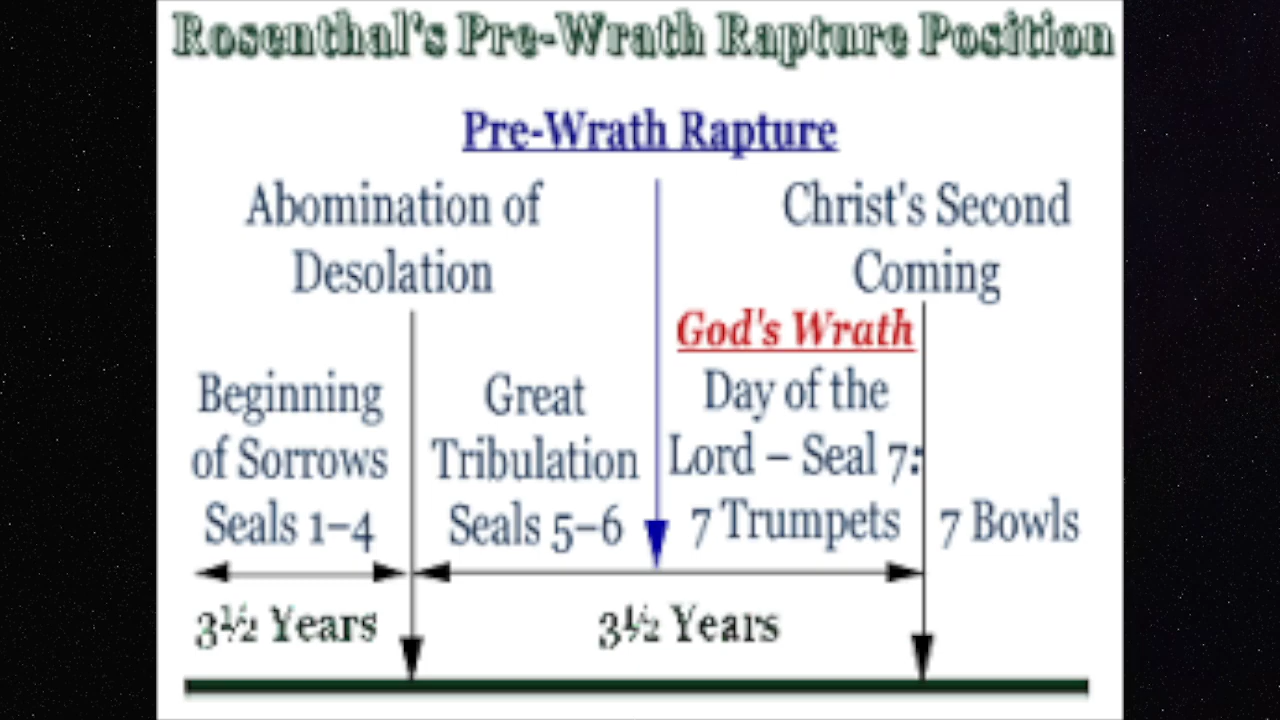 Rosenthal's Pre-Wrath Rapture Position
Pre-Wrath Rapture
Abomination of
Desolation
Christ's Second
Coming
God's Wrath
Beginning
of Sorrows
Seals 1–4
Great
Tribulation
Seals 5–6
Day of the
Lord – Seal 7:
7 Trumpets
7 Bowls
3½ Years
3½ Years